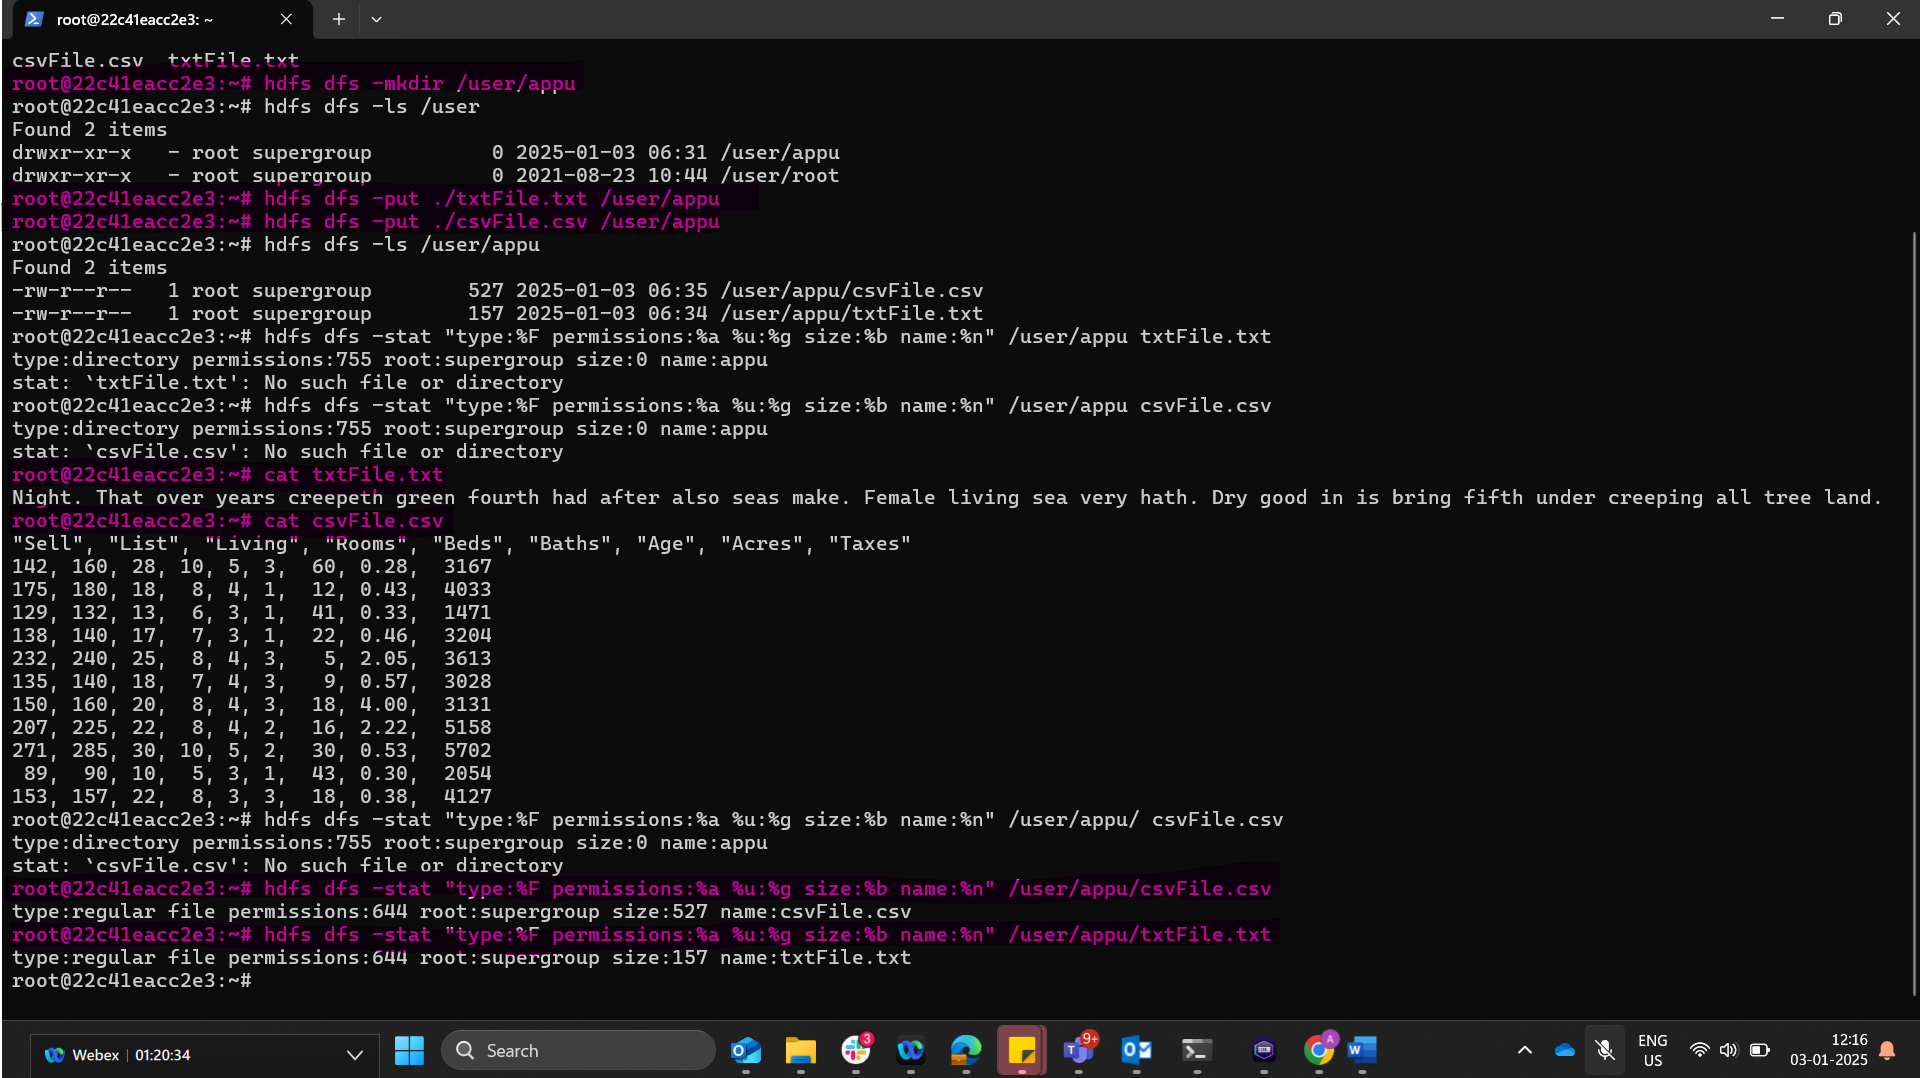 root@22c41eacc2e3: ~
csvFile.csv  txtFile.txt
root@22c41eacc2e3:~# hdfs dfs -mkdir /user/appu
root@22c41eacc2e3:~# hdfs dfs -ls /user
Found 2 items
drwxr-xr-x   - root supergroup          0 2025-01-03 06:31 /user/appu
drwxr-xr-x   - root supergroup          0 2021-08-23 10:44 /user/root
root@22c41eacc2e3:~# hdfs dfs -put ./txtFile.txt /user/appu
root@22c41eacc2e3:~# hdfs dfs -put ./csvFile.csv /user/appu
root@22c41eacc2e3:~# hdfs dfs -ls /user/appu
Found 2 items
-rw-r--r--   1 root supergroup        527 2025-01-03 06:35 /user/appu/csvFile.csv
-rw-r--r--   1 root supergroup        157 2025-01-03 06:34 /user/appu/txtFile.txt
root@22c41eacc2e3:~# hdfs dfs -stat "type:%F permissions:%a %u:%g size:%b name:%n" /user/appu txtFile.txt
type:directory permissions:755 root:supergroup size:0 name:appu
stat: `txtFile.txt': No such file or directory
root@22c41eacc2e3:~# hdfs dfs -stat "type:%F permissions:%a %u:%g size:%b name:%n" /user/appu csvFile.csv
type:directory permissions:755 root:supergroup size:0 name:appu
stat: `csvFile.csv': No such file or directory
root@22c41eacc2e3:~# cat txtFile.txt
Night. That over years creepeth green fourth had after also seas make. Female living sea very hath. Dry good in is bring fifth under creeping all tree land.
root@22c41eacc2e3:~# cat csvFile.csv
"Sell", "List", "Living", "Rooms", "Beds", "Baths", "Age", "Acres", "Taxes"
142, 160, 28, 10, 5, 3,  60, 0.28,  3167
175, 180, 18,  8, 4, 1,  12, 0.43,  4033
129, 132, 13,  6, 3, 1,  41, 0.33,  1471
138, 140, 17,  7, 3, 1,  22, 0.46,  3204
232, 240, 25,  8, 4, 3,   5, 2.05,  3613
135, 140, 18,  7, 4, 3,   9, 0.57,  3028
150, 160, 20,  8, 4, 3,  18, 4.00,  3131
207, 225, 22,  8, 4, 2,  16, 2.22,  5158
271, 285, 30, 10, 5, 2,  30, 0.53,  5702
 89,  90, 10,  5, 3, 1,  43, 0.30,  2054
153, 157, 22,  8, 3, 3,  18, 0.38,  4127
root@22c41eacc2e3:~# hdfs dfs -stat "type:%F permissions:%a %u:%g size:%b name:%n" /user/appu/ csvFile.csv
type:directory permissions:755 root:supergroup size:0 name:appu
stat: `csvFile.csv': No such file or directory
root@22c41eacc2e3:~# hdfs dfs -stat "type:%F permissions:%a %u:%g size:%b name:%n" /user/appu/csvFile.csv
type:regular file permissions:644 root:supergroup size:527 name:csvFile.csv
root@22c41eacc2e3:~# hdfs dfs -stat "type:%F permissions:%a %u:%g size:%b name:%n" /user/appu/txtFile.txt
type:regular file permissions:644 root:supergroup size:157 name:txtFile.txt
root@22c41eacc2e3:~#
Webex | 01:20:34
Search
3
9+
A
ENG
US
12:16
03-01-2025